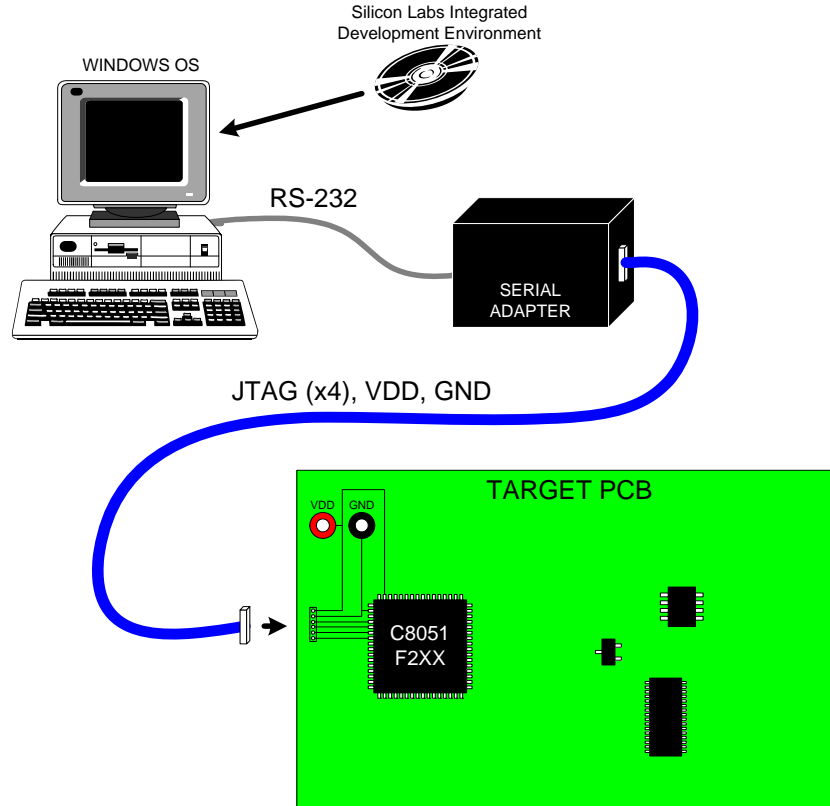 Silicon Labs Integrated
Development Environment
WINDOWS OS
RS-232
SERIAL
ADAPTER
JTAG (x4), VDD, GND
TARGET PCB
VDD
GND
C8051
F2XX